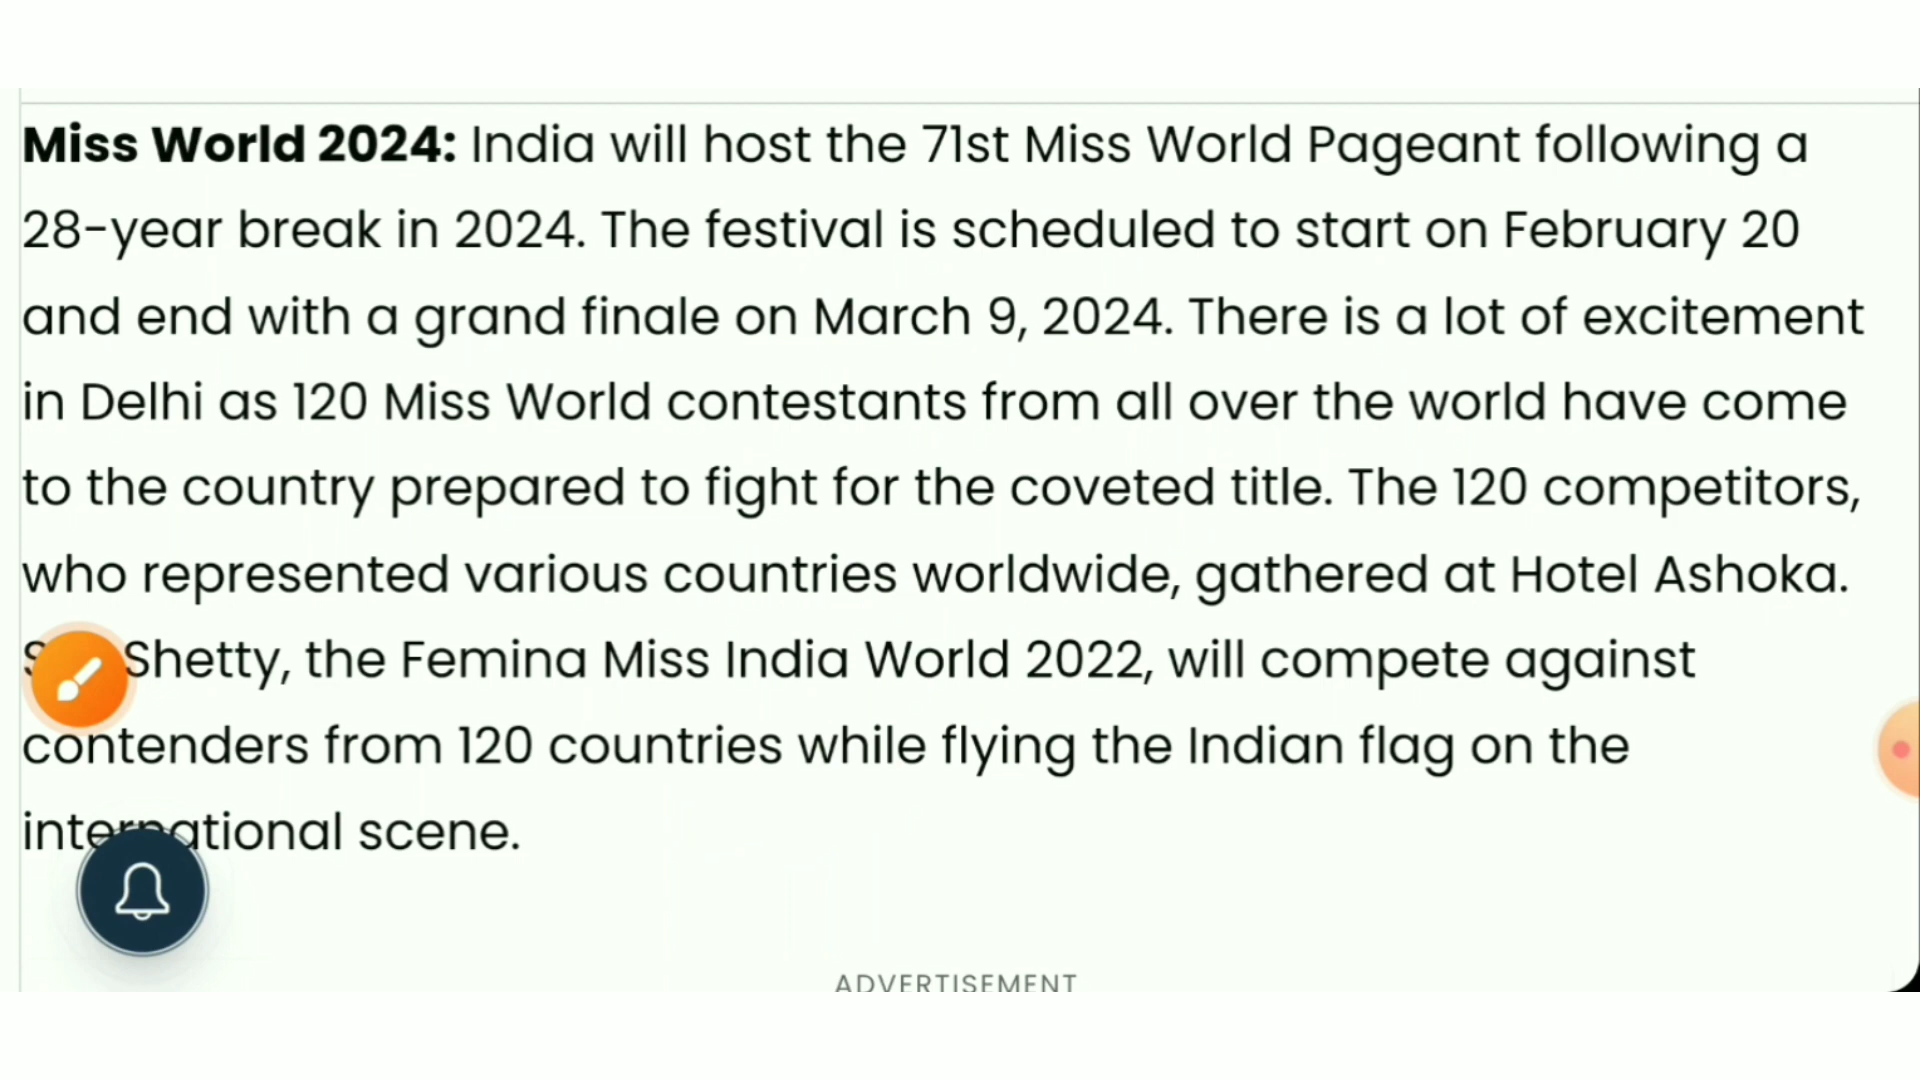 Miss World 2024: India will host the 71st Miss World Pageant following a
28-year break in 2024. The festival is scheduled to start on February 20
and end with a grand finale on March 9, 2024. There is a lot of excitement
in Delhi as 120 Miss World contestants from all over the world have come
to the country prepared to fight for the coveted title. The 120 competitors,
who represented various countries worldwide, gathered at Hotel Ashoka.
Shetty, the Femina Miss India World 2022, will compete against
contenders from 120 countries while flying the Indian flag on the
international scene.
ADVERTISEMENT